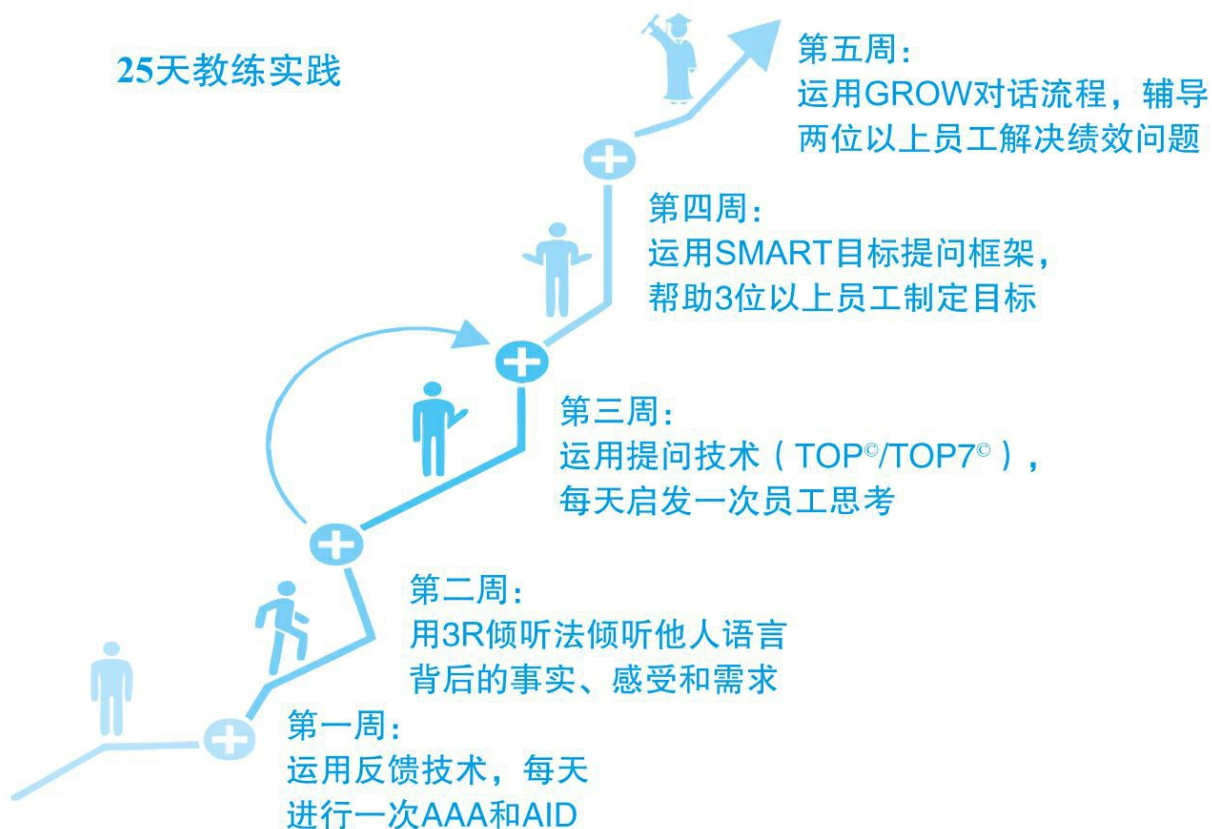 25天教练实践
第五周：
运用GROW对话流程，辅导
两位以上员工解决绩效问题
第四周：
运用SMART目标提问框架，
帮助3位以上员工制定目标
第三周：
运用提问技术（TOP©/TOP7©），
每天启发一次员工思考
第二周：
用3R倾听法倾听他人语言
背后的事实、感受和需求
第一周：
运用反馈技术，每天
进行一次AAA和AID